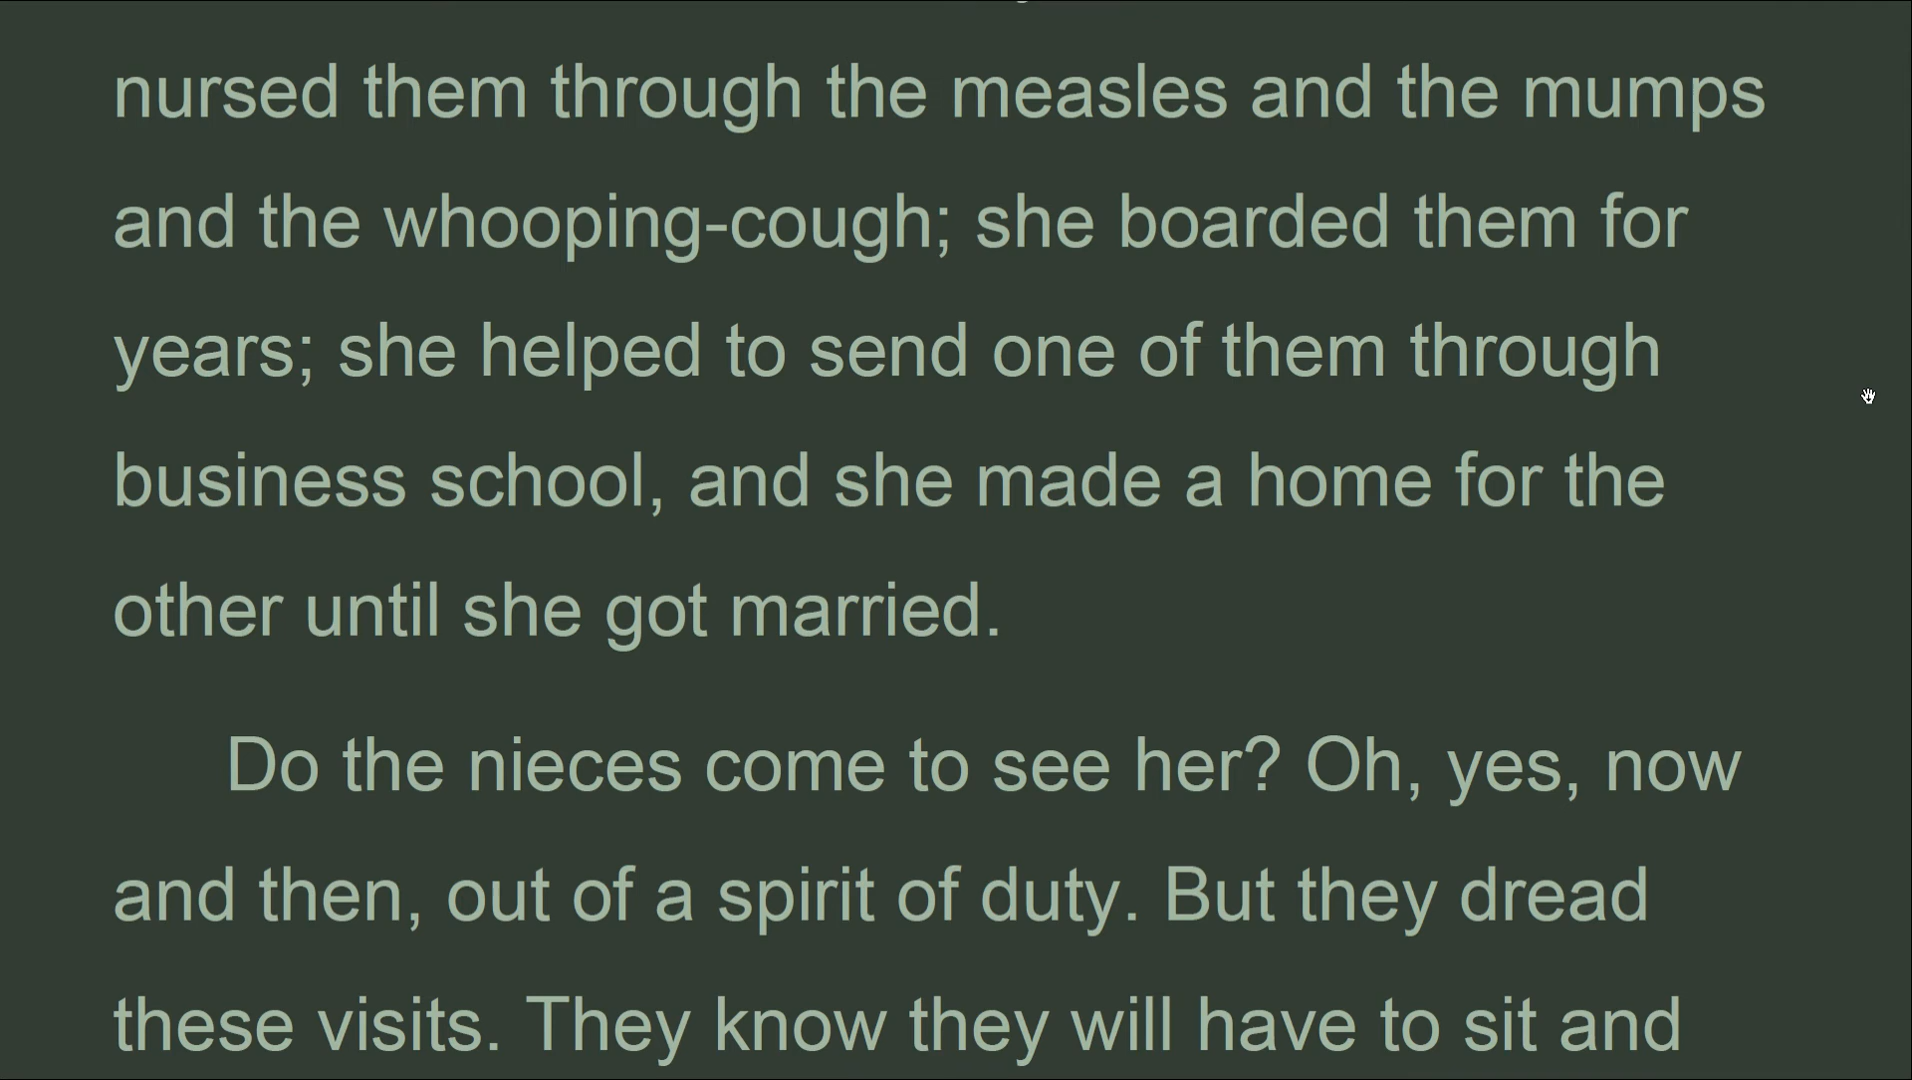 nursed them through the measles and the mumps
and the whooping-cough; she boarded them for
years; she helped to send one of them through
business school, and she made a home for the
other until she got married.
Do the nieces come to see her? Oh, yes, now
and then, out of a spirit of duty. But they dread
these visits. They know they will have to sit and